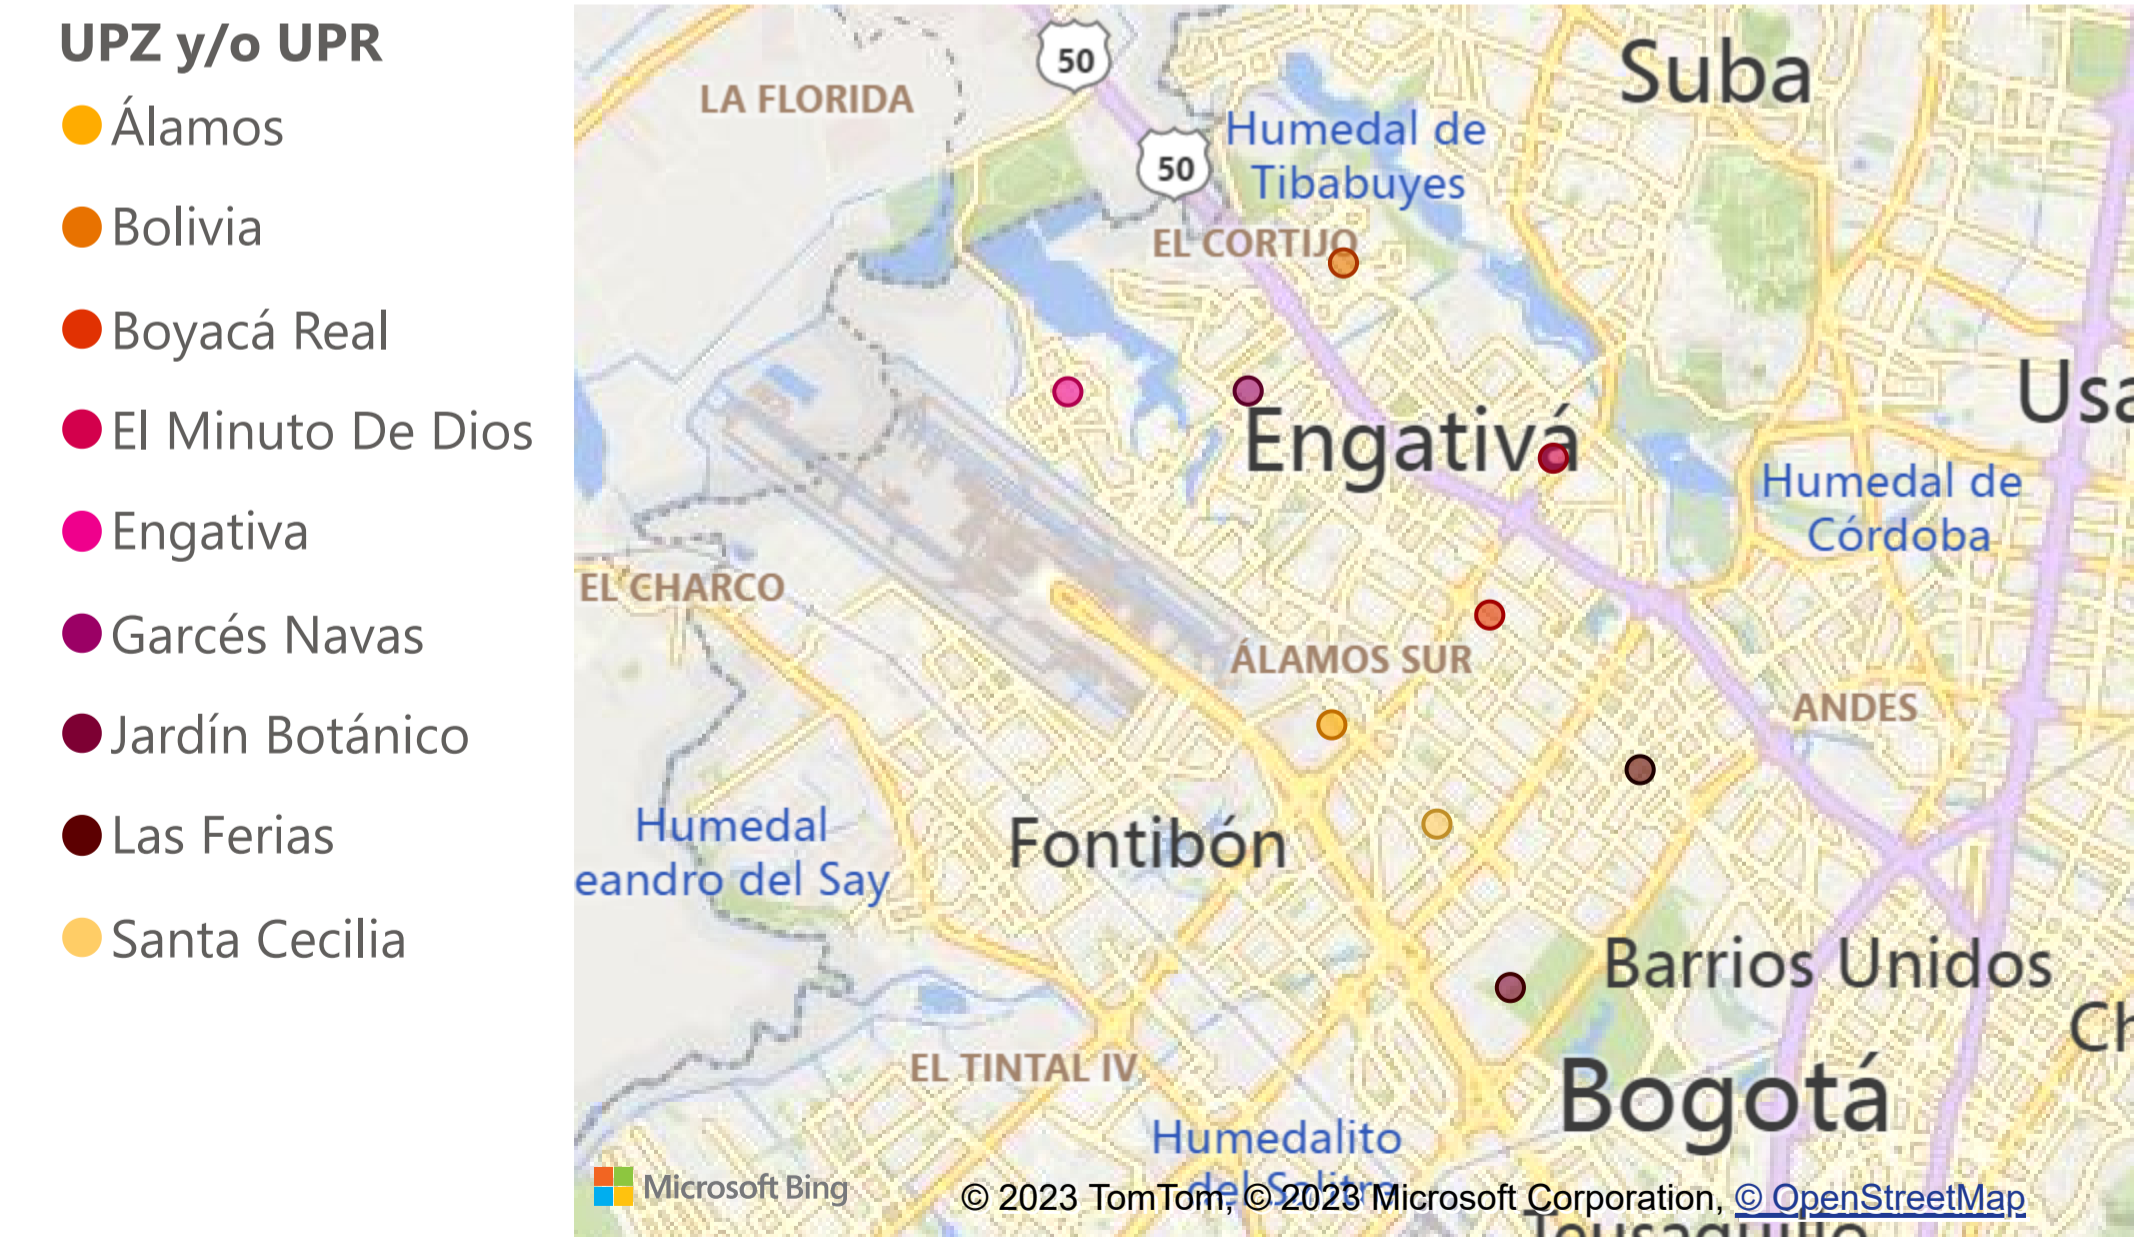 UPZ y/o UPR
Álamos
Bolivia
Boyacá Real
El Minuto De Dios
Engativa
Garcés Navas
Jardín Botánico
Las Ferias
Santa Cecilia
50
Suba
LA FLORIDA
Humedal de
Tibabuyes
50
EL CORTIJO
Usa
Engativá
Humedal de
Córdoba
EL CHARCO
ÁLAMOS SUR
ANDES
Humedal
eandro del Say
Fontibón
Barrios Unidos
Ch
EL TINTAL IV
Bogotá
Humedalito
del Salitre
Microsoft Bing
© 2023 TomTom, © 2023 Microsoft Corporation, © OpenStreetMap
Teusaquillo